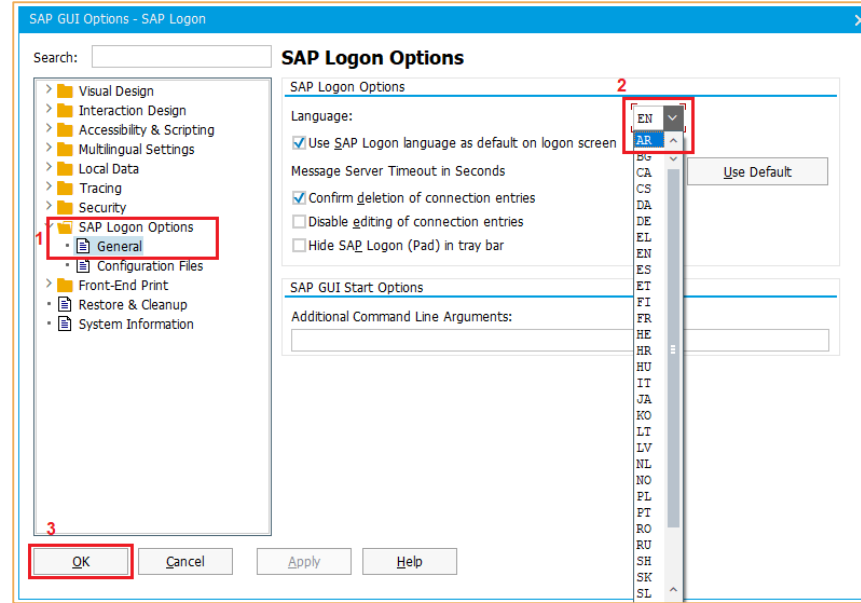 SAP GUI Options - SAP Logon
Search:
Visual Design
Interaction Design
Accessibility & Scripting
Multilingual Settings
Local Data
Tracing
Security
1
SAP Logon Options
General
Configuration Files
Front-End Print
Restore & Cleanup
System Information
SAP Logon Options
SAP Logon Options
2
Language:
EN
Use SAP Logon language as default on logon screen
Message Server Timeout in Seconds
Use Default
Confirm deletion of connection entries
Disable editing of connection entries
Hide SAP Logon (Pad) in tray bar
SAP GUI Start Options
Additional Command Line Arguments:
AR
BG
CA
CS
DA
DE
EL
EN
ES
ET
FI
FR
HE
HR
HU
IT
JA
KO
LT
LV
NL
NO
PL
PT
RO
RU
SH
SK
SL
3
OK
Cancel
Apply
Help